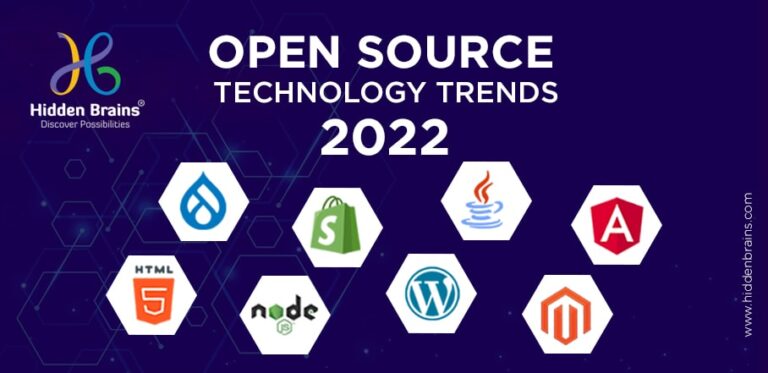 Hidden Brains®
Discover Possibilities
OPEN SOURCE
TECHNOLOGY TRENDS
2022
S
A
HTML
5
node
JS
W
www.hiddenbrains.com